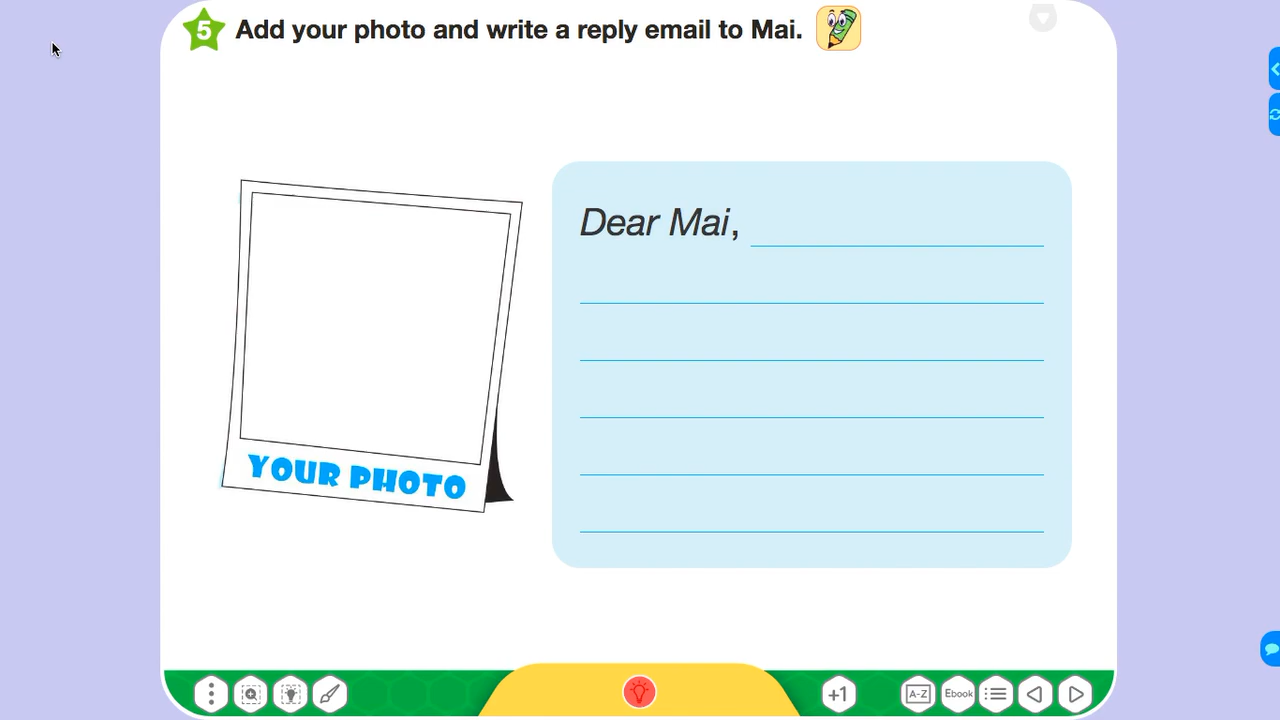 5 Add your photo and write a reply email to Mai.
Dear Mai,
YOUR PHOTO
+1
A-Z
Ebook